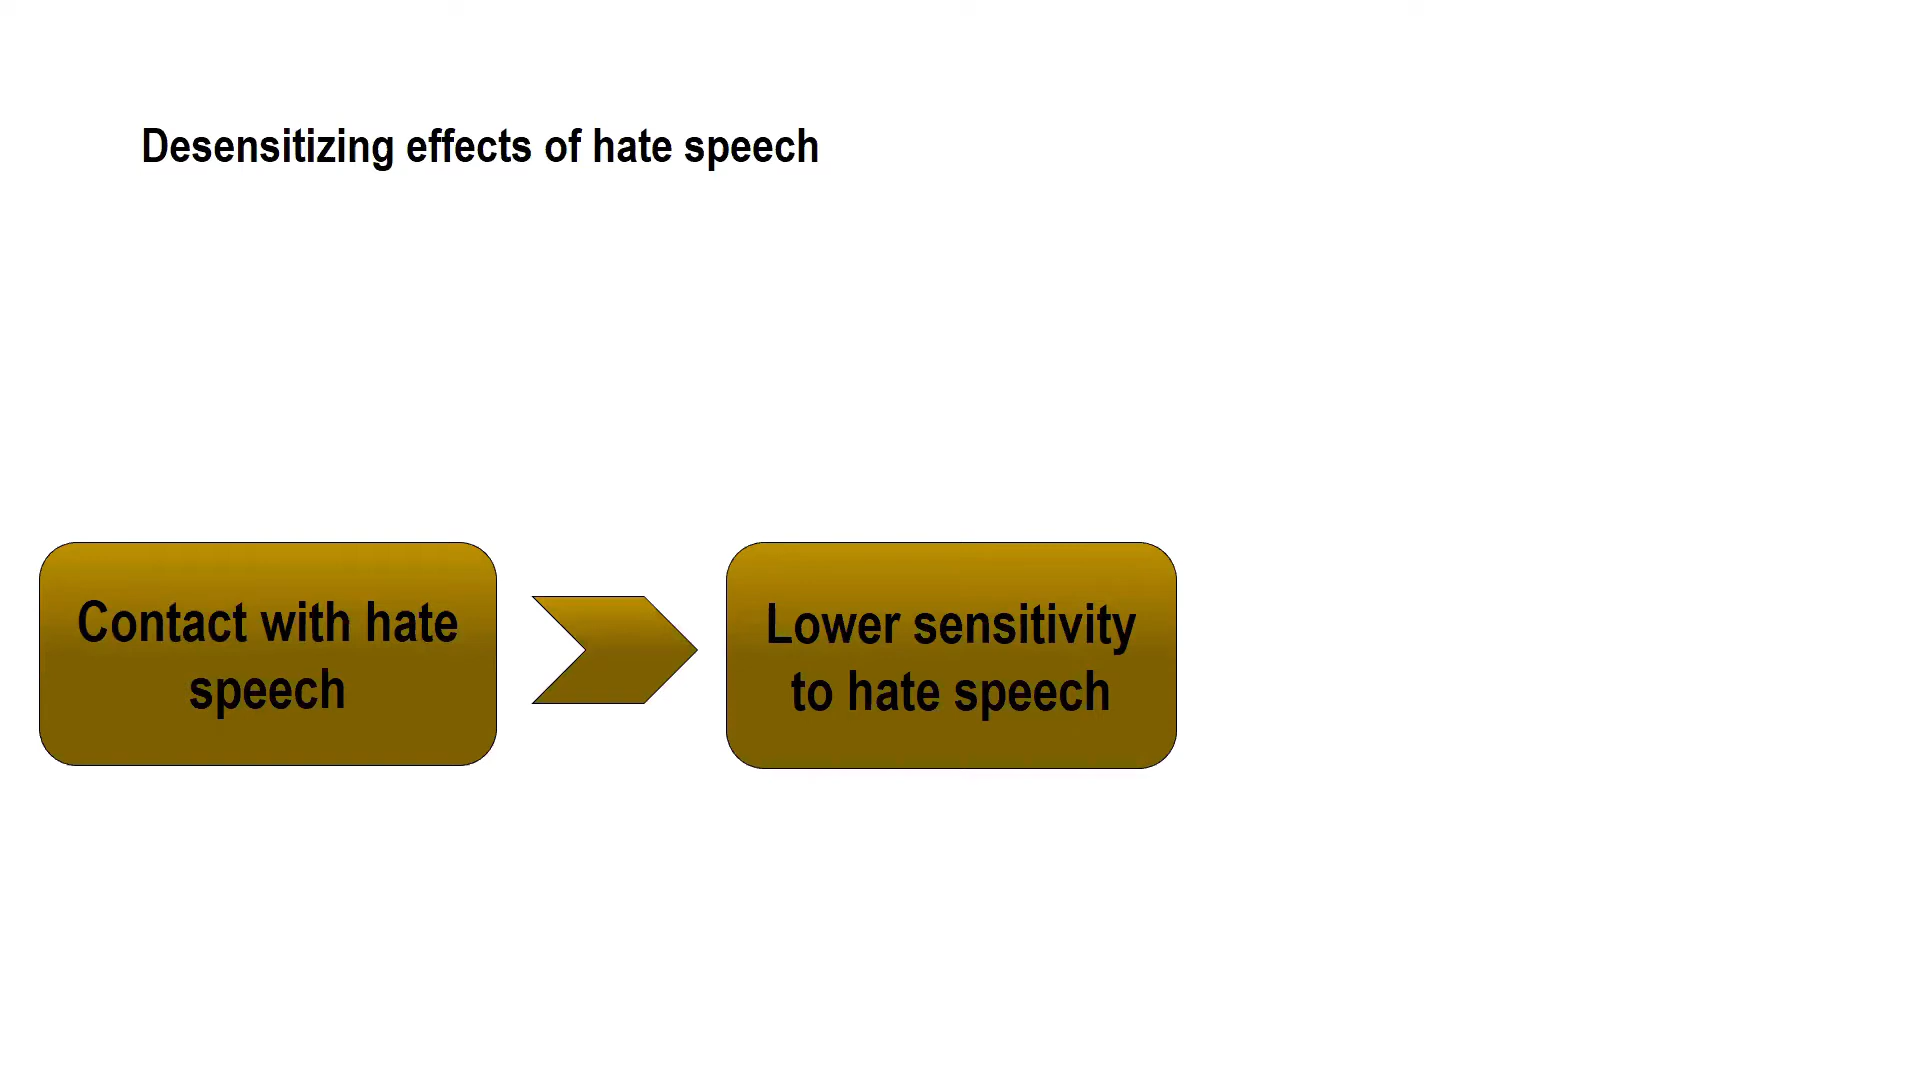 Desensitizing effects of hate speech
Contact with hate
speech
Lower sensitivity
to hate speech